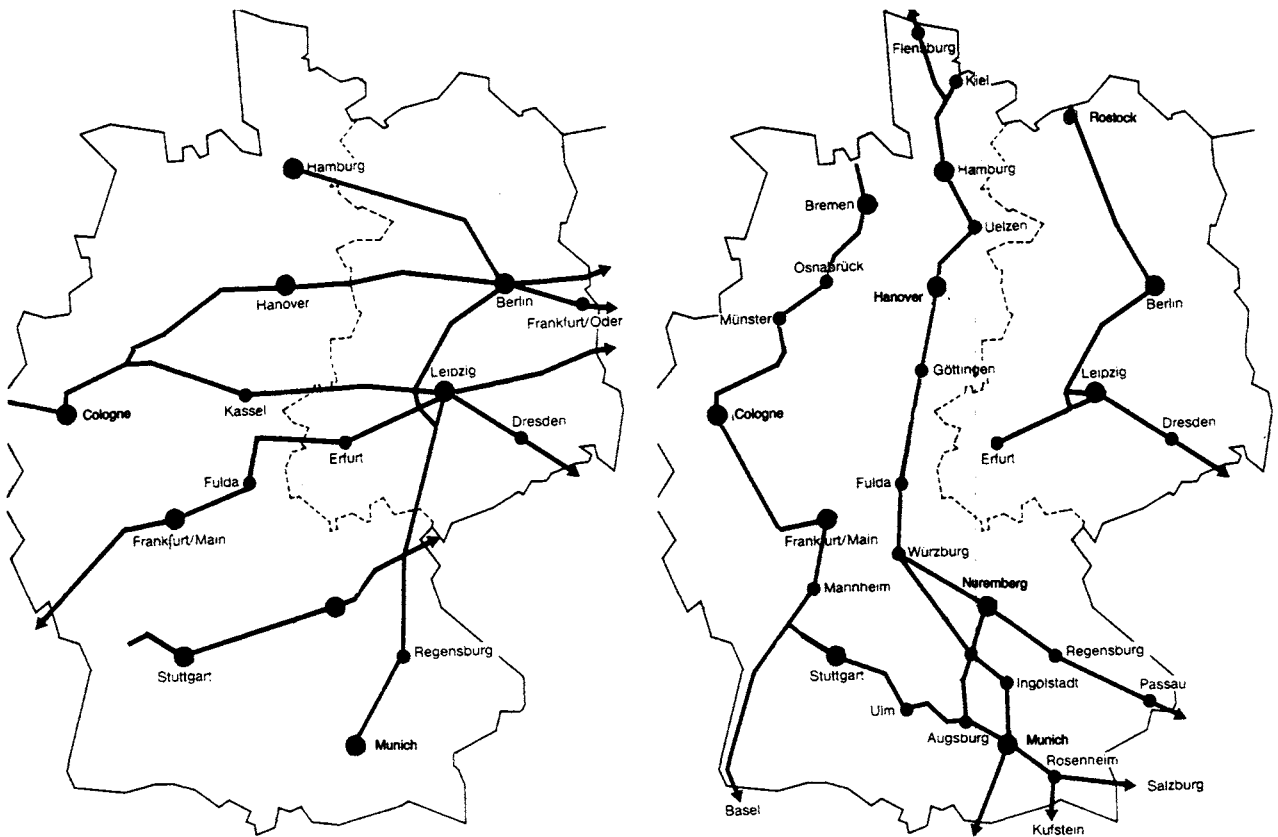 Hamburg
Hanover
Berlin
Frankfurt/Oder
Leipzig
Cologne
Kassel
Dresden
Erfurt
Fulda
Frankfurt/Main
Regensburg
Stuttgart
Munich
Flensburg
Kiel
Rostock
Hamburg
Bremen
Uelzen
Osnabrück
Hanover
Berlin
Münster
Göttingen
Leipzig
Cologne
Dresden
Erfurt
Fulda
Frankfurt/Main
Würzburg
Mannheim
Nuremberg
Regensburg
Stuttgart
Ingolstadt
Passau
Ulm
Augsburg
Munich
Rosenheim
Salzburg
Basel
Kufstein